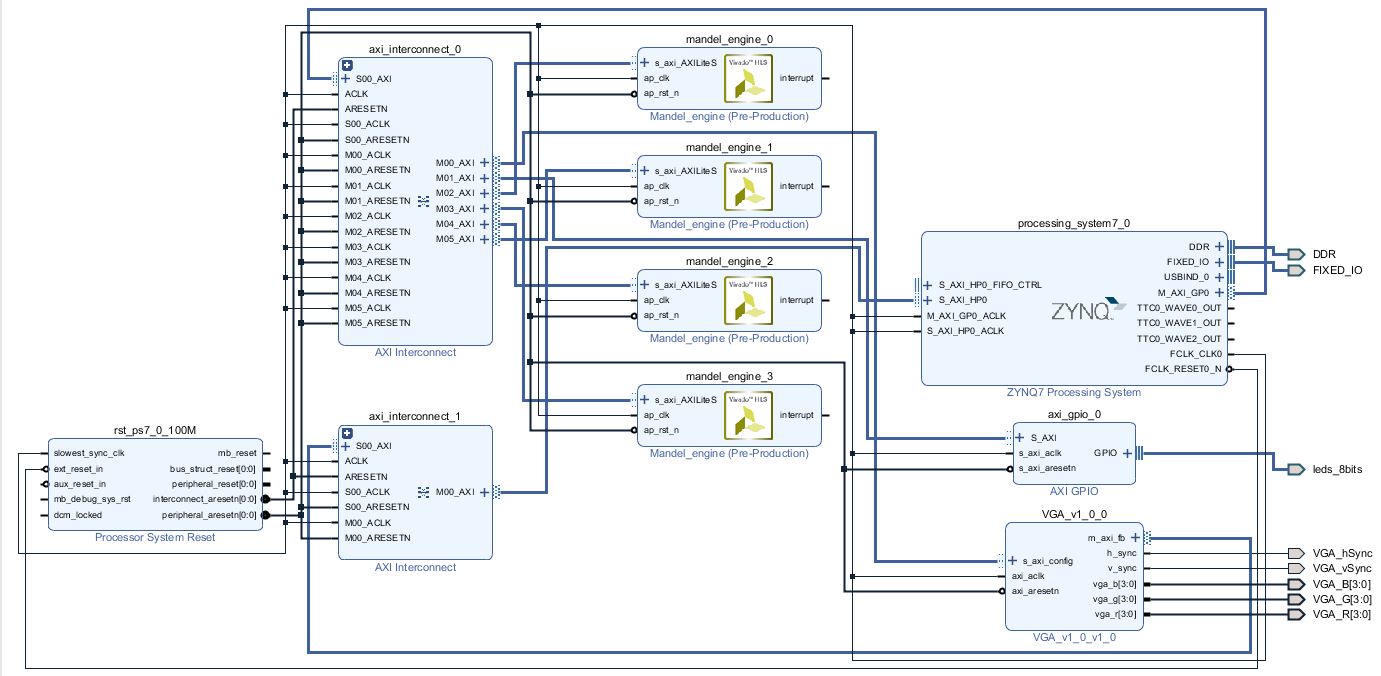 axi_interconnect_0
S00_AXI
ACLK
ARESETN
S00_ACLK
S00_ARESETN
M00_ACLK
M00_ARESETN
M01_ACLK
M01_ARESETN
M02_ACLK
M02_ARESETN
M03_ACLK
M03_ARESETN
M04_ACLK
M04_ARESETN
M05_ACLK
M05_ARESETN
M00_AXI
M01_AXI
M02_AXI
M03_AXI
M04_AXI
M05_AXI
AXI Interconnect
mandel_engine_0
s_axi_AXILiteS
ap_clk
ap_rst_n
Vivado™ HLS
interrupt
Mandel_engine (Pre-Production)
mandel_engine_1
s_axi_AXILiteS
ap_clk
ap_rst_n
Vivado™ HLS
interrupt
Mandel_engine (Pre-Production)
mandel_engine_2
s_axi_AXILiteS
ap_clk
ap_rst_n
Vivado™ HLS
interrupt
Mandel_engine (Pre-Production)
mandel_engine_3
s_axi_AXILiteS
ap_clk
ap_rst_n
Vivado™ HLS
interrupt
Mandel_engine (Pre-Production)
processing_system7_0
S_AXI_HP0_FIFO_CTRL
S_AXI_HP0
M_AXI_GP0_ACLK
S_AXI_HP0_ACLK
ZYNQ
DDR
FIXED_IO
USBIND_0
M_AXI_GP0
TTC0_WAVE0_OUT
TTC0_WAVE1_OUT
TTC0_WAVE2_OUT
FCLK_CLK0
FCLK_RESET0_N
ZYNQ7 Processing System
DDR
FIXED_IO
rst_ps7_0_100M
slowest_sync_clk
ext_reset_in
aux_reset_in
mb_debug_sys_rst
dcm_locked
mb_reset
bus_struct_reset[0:0]
peripheral_reset[0:0]
interconnect_aresetn[0:0]
peripheral_aresetn[0:0]
Processor System Reset
axi_interconnect_1
S00_AXI
ACLK
ARESETN
S00_ACLK
S00_ARESETN
M00_ACLK
M00_ARESETN
M00_AXI
AXI Interconnect
axi_gpio_0
S_AXI
s_axi_aclk
s_axi_aresetn
GPIO
AXI GPIO
leds_8bits
VGA_v1_0_0
s_axi_config
axi_aclk
axi_aresetn
m_axi_fb
h_sync
v_sync
vga_b[3:0]
vga_g[3:0]
vga_r[3:0]
VGA_v1_0_v1_0
VGA_hSync
VGA_vSync
VGA_B[3:0]
VGA_G[3:0]
VGA_R[3:0]